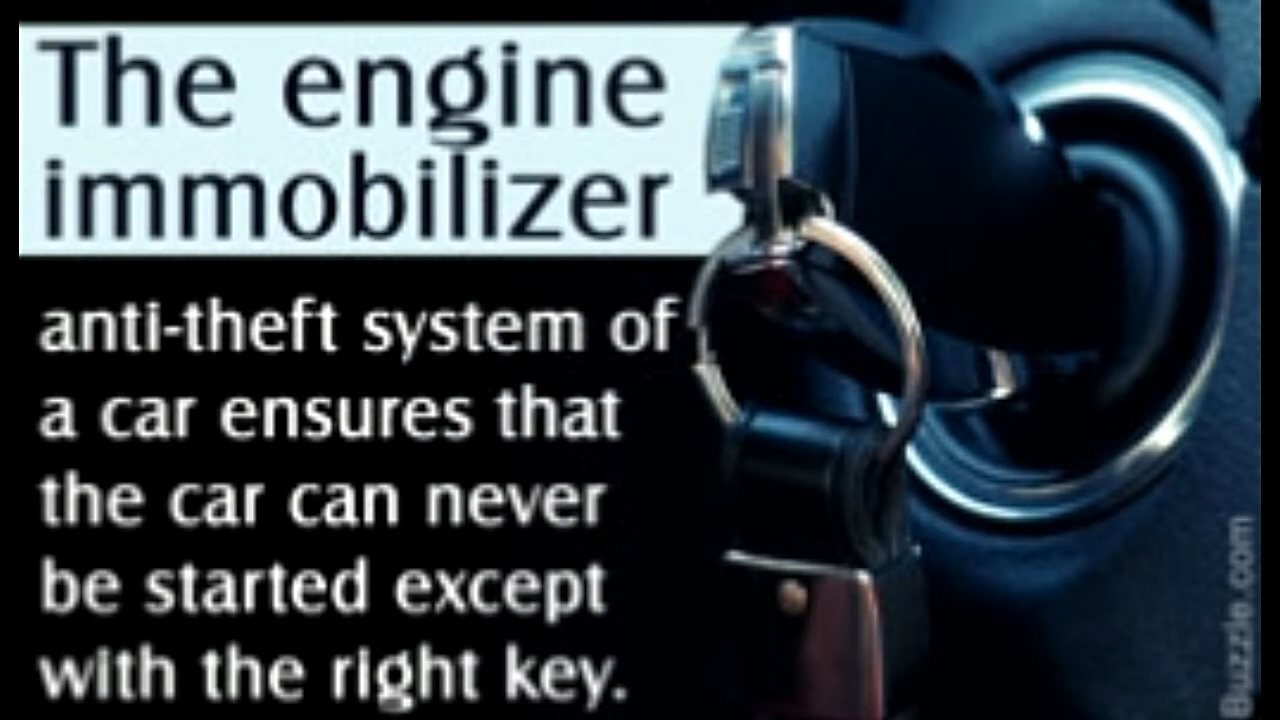 The engine
immobilizer
anti-theft system of
a car ensures that
the car can never
be started except
with the right key.
Buzzle.com